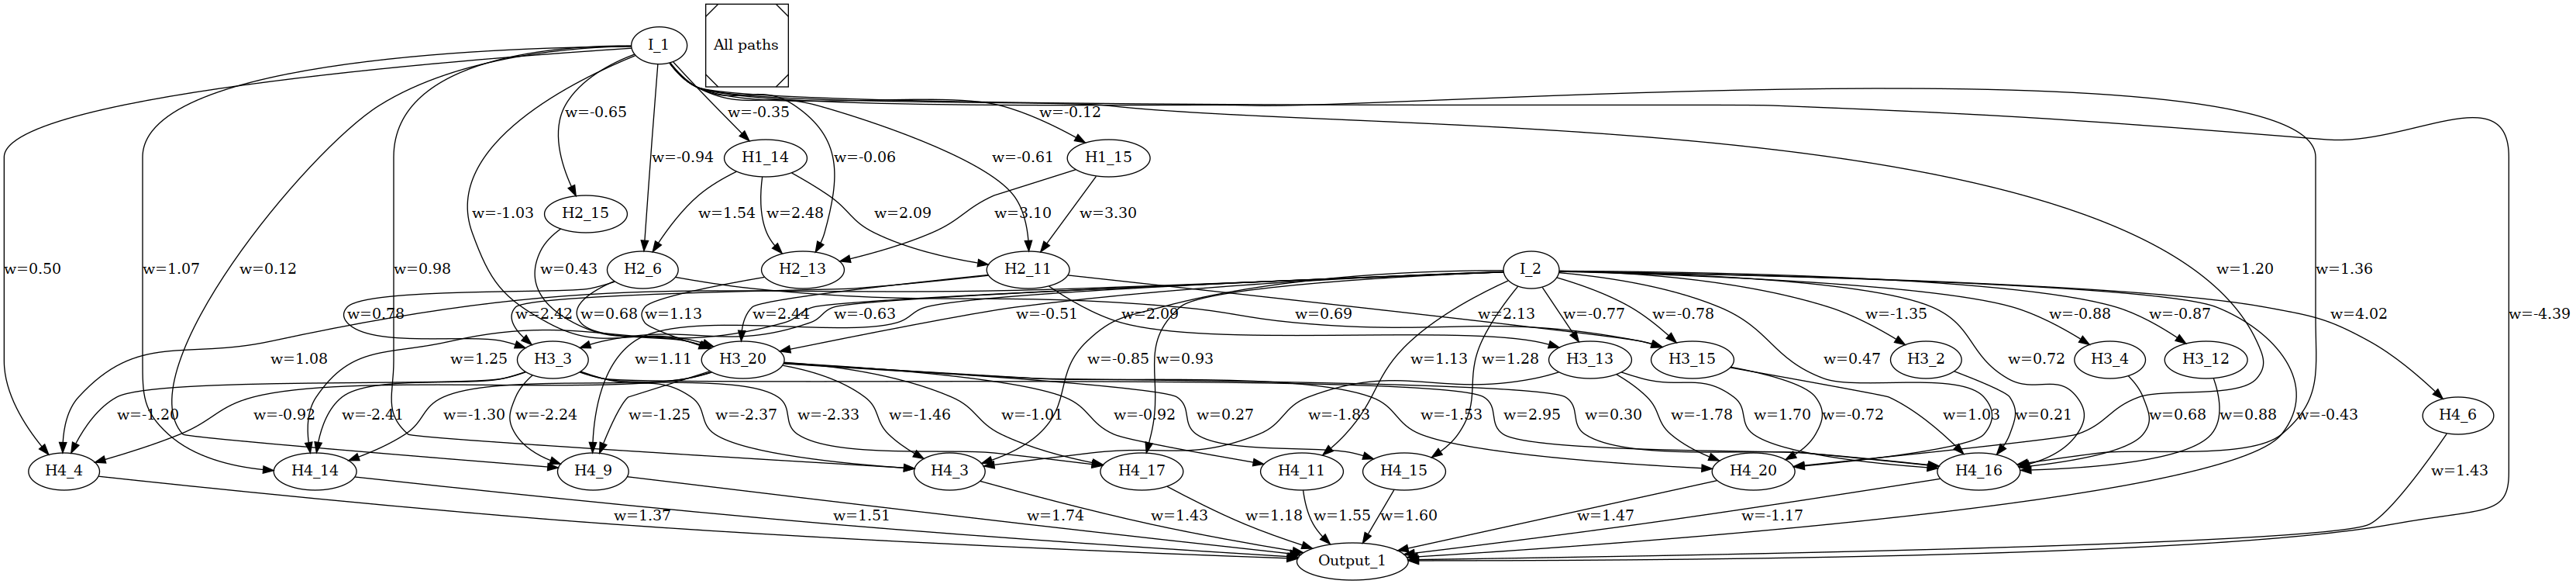 I_1
All paths
w=-0.65
w=-0.35
w=-0.12
w=-0.94
H1_14
w=-0.06
w=-0.61
H1_15
w=-1.03
H2_15
w=1.54
w=2.48
w=2.09
w=3.10
w=3.30
w=0.50
w=1.07
w=0.12
w=0.98
w=0.43
H2_6
H2_13
H2_11
I_2
w=1.20
w=1.36
w=0.78
w=2.42
w=0.68
w=1.13
w=2.44
w=-0.63
w=-0.51
w=2.09
w=0.69
w=2.13
w=-0.77
w=-0.78
w=-1.35
w=-0.88
w=-0.87
w=4.02
w=-4.39
w=1.08
w=1.25
H3_3
w=1.11
H3_20
w=-0.85
w=0.93
w=1.13
w=1.28
H3_13
H3_15
w=0.47
H3_2
w=0.72
H3_4
H3_12
w=-1.20
w=-0.92
w=-2.41
w=-1.30
w=-2.24
w=-1.25
w=-2.37
w=-2.33
w=-1.46
w=-1.01
w=-0.92
w=0.27
w=-1.83
w=-1.53
w=2.95
w=0.30
w=-1.78
w=1.70
w=-0.72
w=1.03
w=0.21
w=0.68
w=0.88
w=-0.43
H4_6
H4_4
H4_14
H4_9
H4_3
H4_17
H4_11
H4_15
H4_20
H4_16
w=1.43
w=1.37
w=1.51
w=1.74
w=1.43
w=1.18
w=1.55
w=1.60
w=1.47
w=-1.17
Output_1